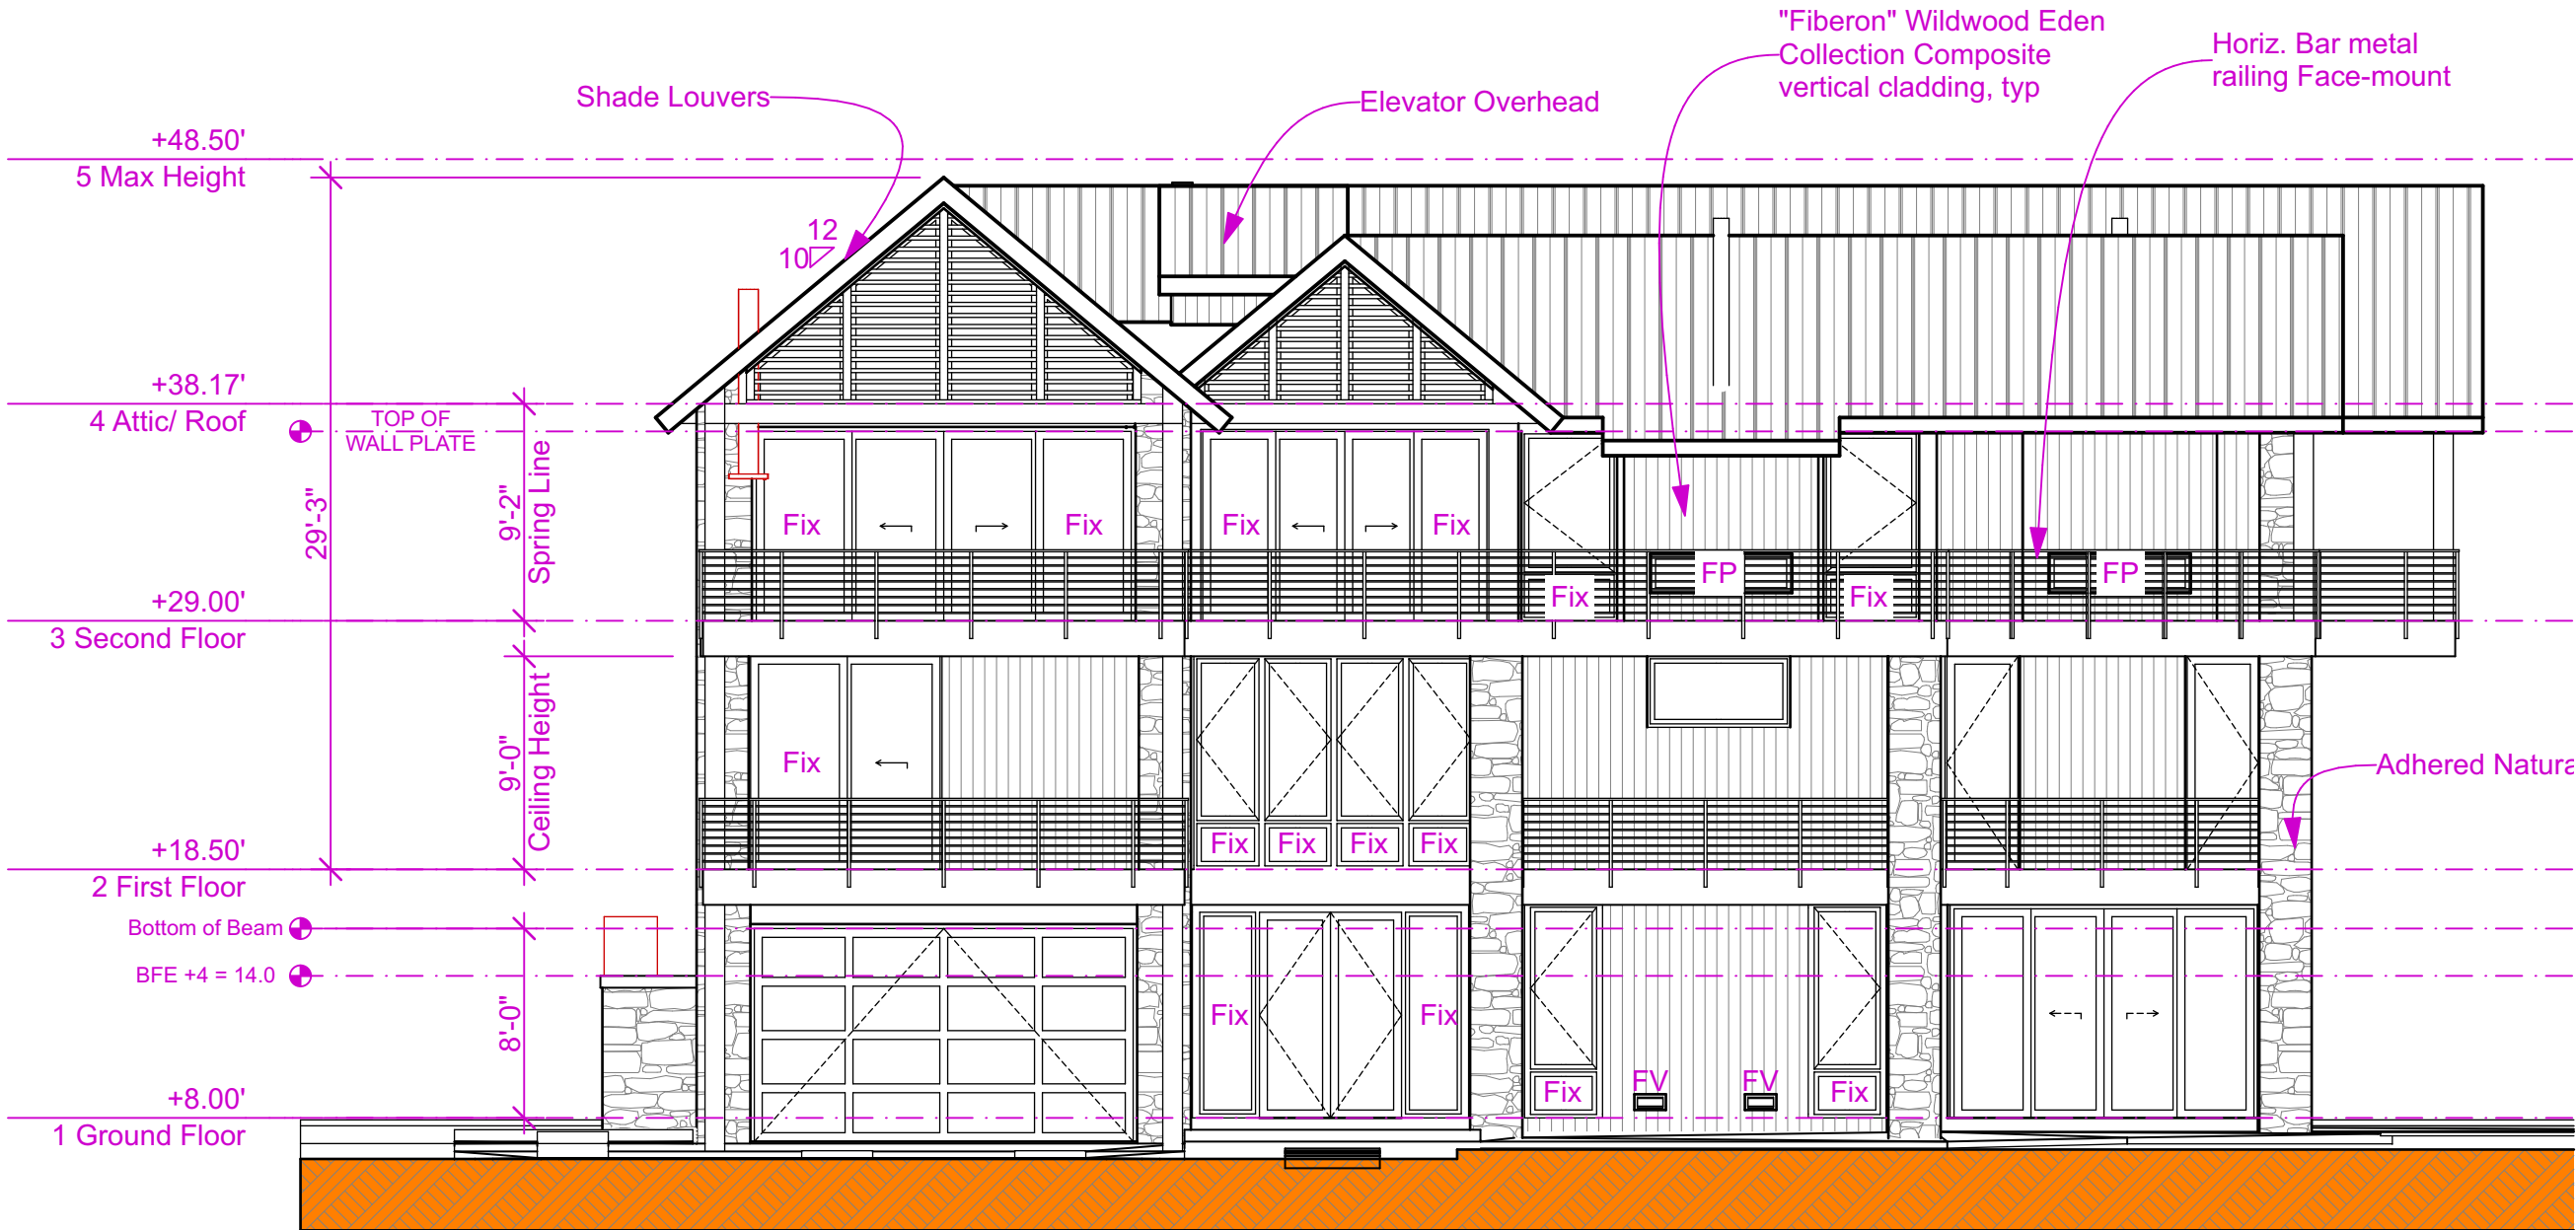 "Fiberon" Wildwood Eden
Collection Composite
vertical cladding, typ
Horiz. Bar metal
railing Face-mount
Shade Louvers
Elevator Overhead
+48.50'
5 Max Height
12
10
+38.17'
4 Attic/ Roof
TOP OF
WALL PLATE
29'-3"
9'-2"
Spring Line
Fix
Fix
Fix
Fix
FP
FP
Fix
Fix
+29.00'
3 Second Floor
9'-0"
Ceiling Height
Fix
Adhered Natura
Fix
Fix
Fix
Fix
+18.50'
2 First Floor
Bottom of Beam
BFE +4 = 14.0
8'-0"
Fix
Fix
Fix
FV
FV
Fix
+8.00'
1 Ground Floor